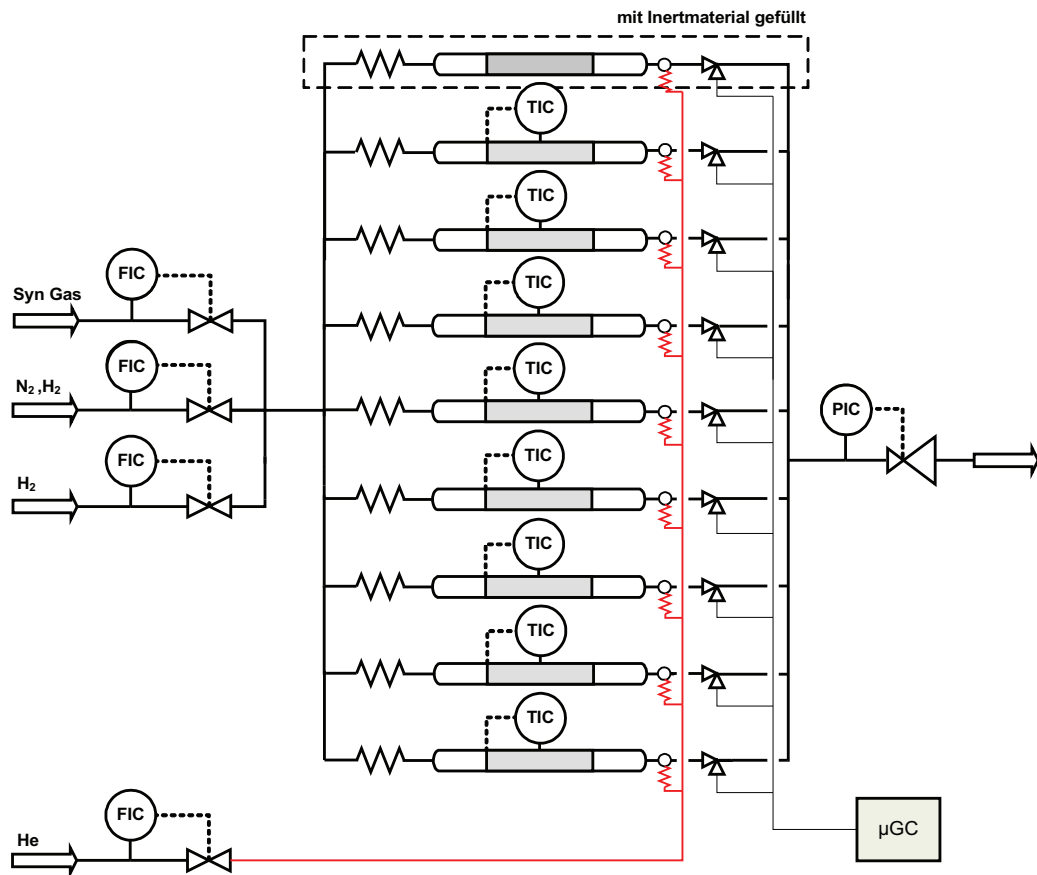 mit Inertmaterial gefüllt
TIC
TIC
FIC
Syn Gas
TIC
FIC
N₂ ,H₂
TIC
PIC
FIC
H₂
TIC
TIC
TIC
TIC
FIC
He
µGC